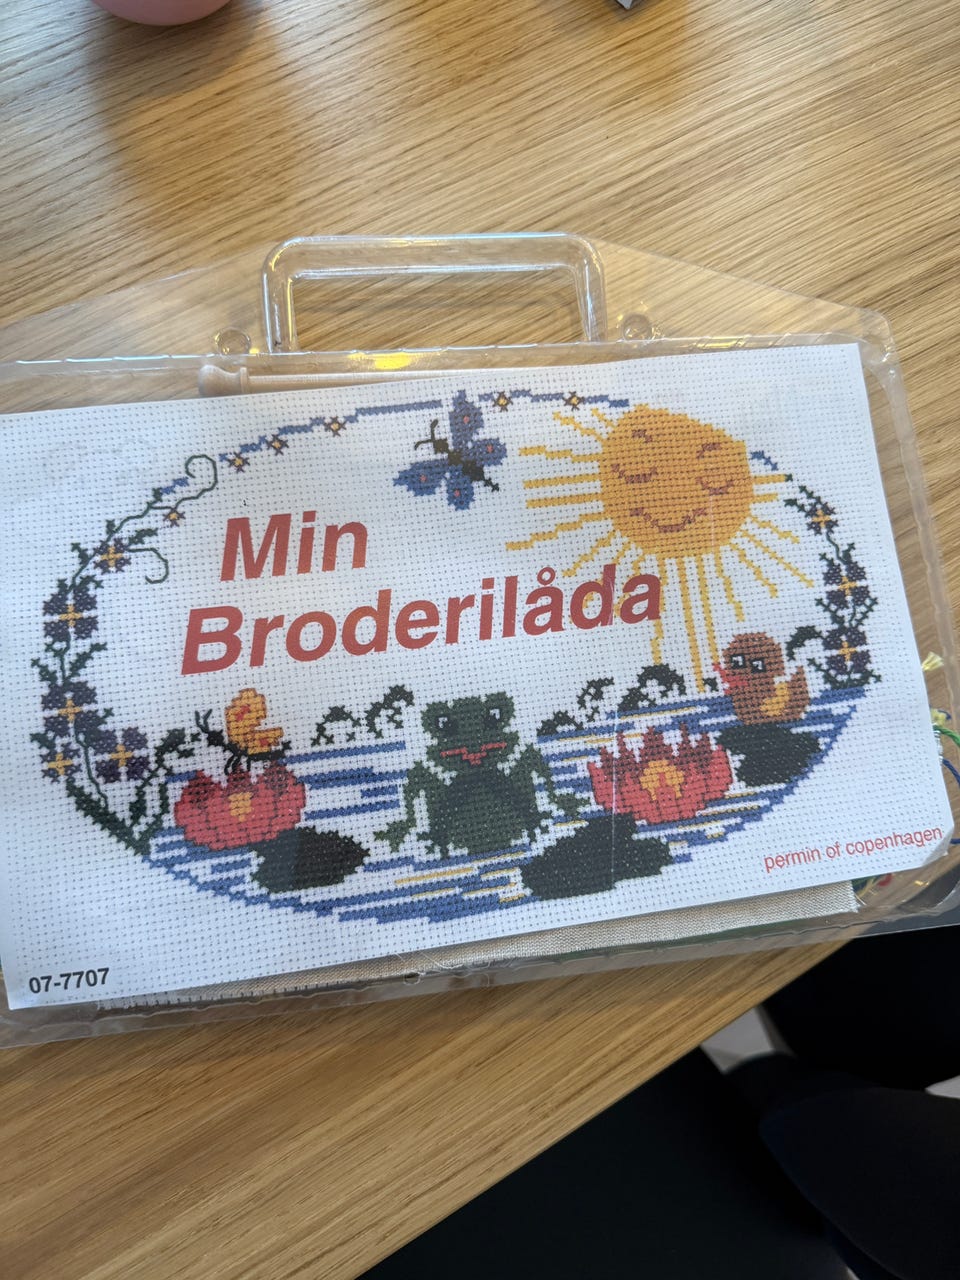 Min
Broderilåda
permin of copenhagen
07-7707